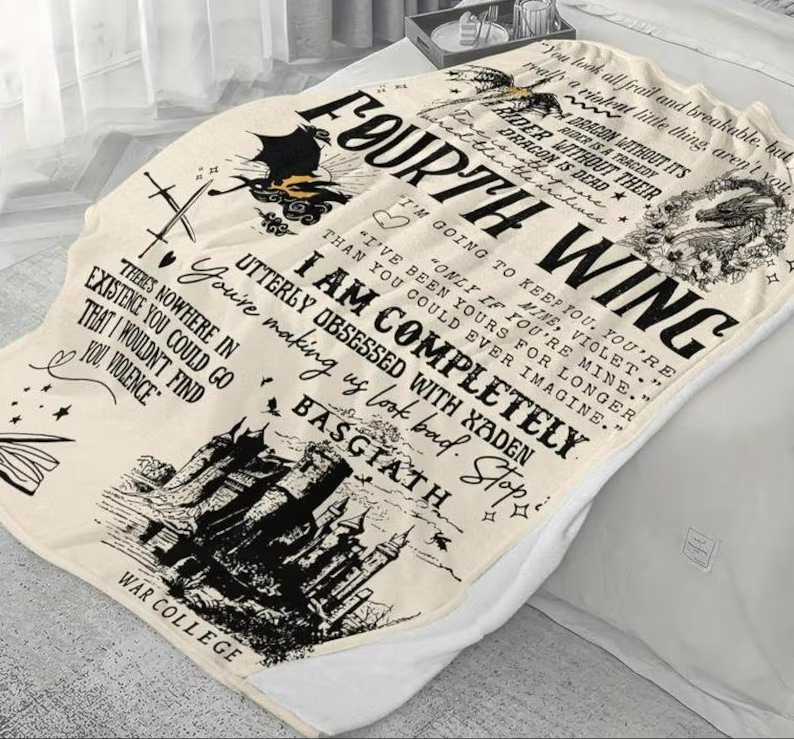 "You look all frail and breakable, but
really a violent little thing, aren't you
A DRAGON WITHOUT ITS
RIDER IS A TRAGEDY
RIDER WITHOUT THEIR
DRAGON IS DEAD
FOURTH WING
"I'M GOING TO KEEP YOU. YOU'RE
MINE, VIOLET."
"ONLY IF YOU'RE MINE."
"I'VE BEEN YOURS FOR LONGER
THAN YOU COULD EVER IMAGINE."
I AM COMPLETELY
UTTERLY OBSESSED WITH XADEN
You're making us look bad. Stop
THERE'S NOWHERE IN
EXISTENCE YOU COULD GO
THAT I WOULDN'T FIND
YOU, VIOLENCE."
BASGIATH
WAR COLLEGE